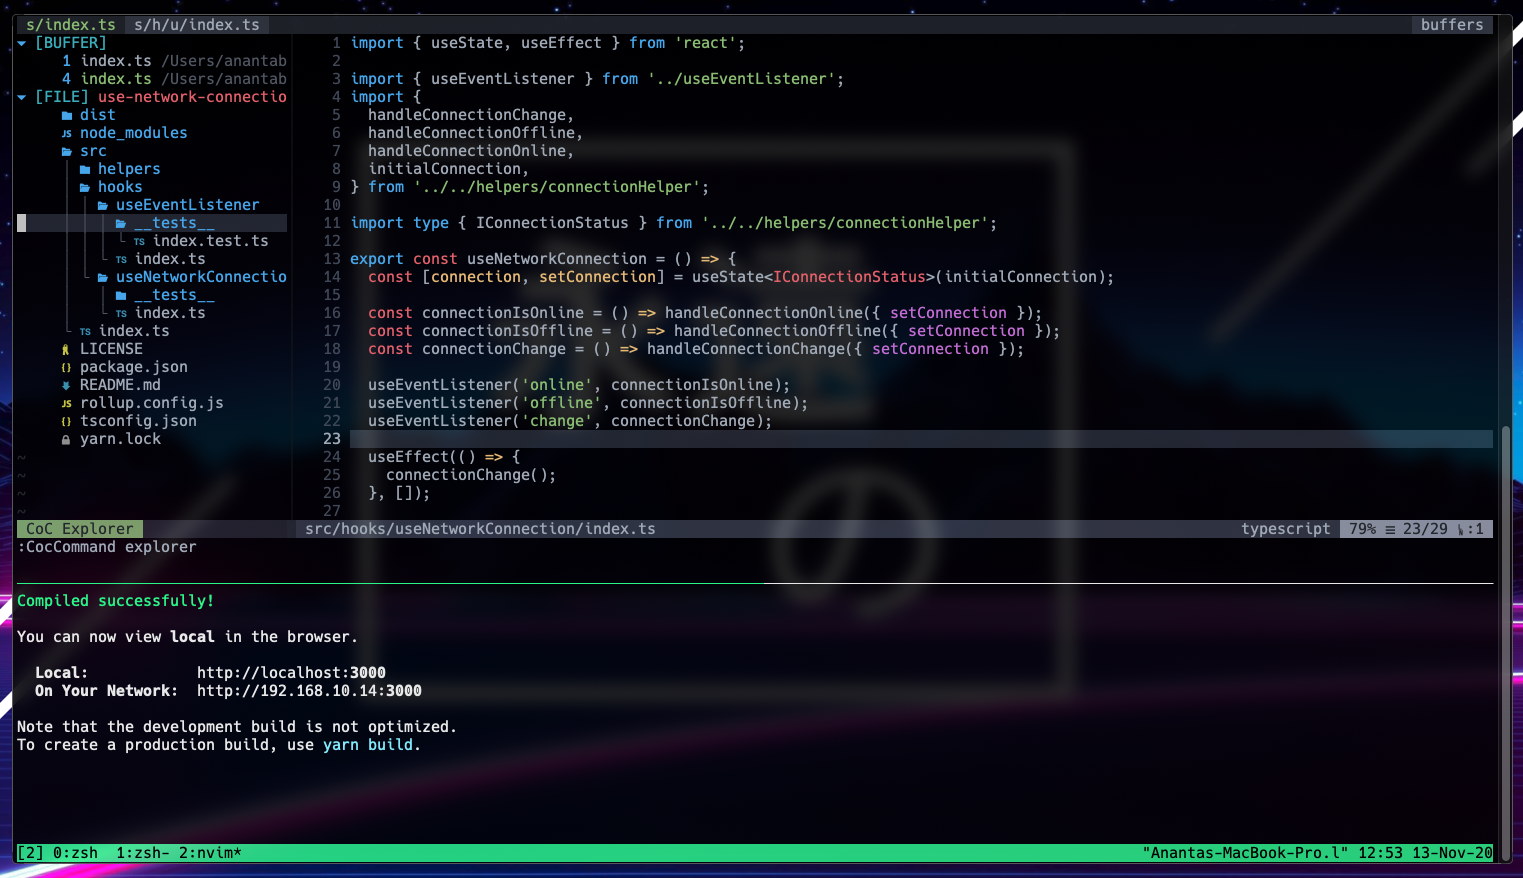 s/index.ts s/h/u/index.ts buffers
[BUFFER]
1 index.ts /Users/anantab
4 index.ts /Users/anantab
[FILE] use-network-connectio
dist
node_modules
src
helpers
hooks
useEventListener
__tests__
index.test.ts
index.ts
useNetworkConnectio
__tests__
index.ts
index.ts
LICENSE
package.json
README.md
rollup.config.js
tsconfig.json
yarn.lock
~
~
~
~
1 import { useState, useEffect } from 'react';
2
3 import { useEventListener } from '../useEventListener';
4 import {
5   handleConnectionChange,
6   handleConnectionOffline,
7   handleConnectionOnline,
8   initialConnection,
9 } from '../../helpers/connectionHelper';
10
11 import type { IConnectionStatus } from '../../helpers/connectionHelper';
12
13 export const useNetworkConnection = () => {
14   const [connection, setConnection] = useState<IConnectionStatus>(initialConnection);
15
16   const connectionIsOnline = () => handleConnectionOnline({ setConnection });
17   const connectionIsOffline = () => handleConnectionOffline({ setConnection });
18   const connectionChange = () => handleConnectionChange({ setConnection });
19
20   useEventListener('online', connectionIsOnline);
21   useEventListener('offline', connectionIsOffline);
22   useEventListener('change', connectionChange);
23
24   useEffect(() => {
25     connectionChange();
26   }, []);
27
CoC Explorer src/hooks/useNetworkConnection/index.ts typescript 79% ≡ 23/29 :1
:CocCommand explorer
Compiled successfully!
You can now view local in the browser.
Local: http://localhost:3000
On Your Network: http://192.168.10.14:3000
Note that the development build is not optimized.
To create a production build, use yarn build.
[2] 0:zsh 1:zsh- 2:nvim* "Anantas-MacBook-Pro.l" 12:53 13-Nov-20